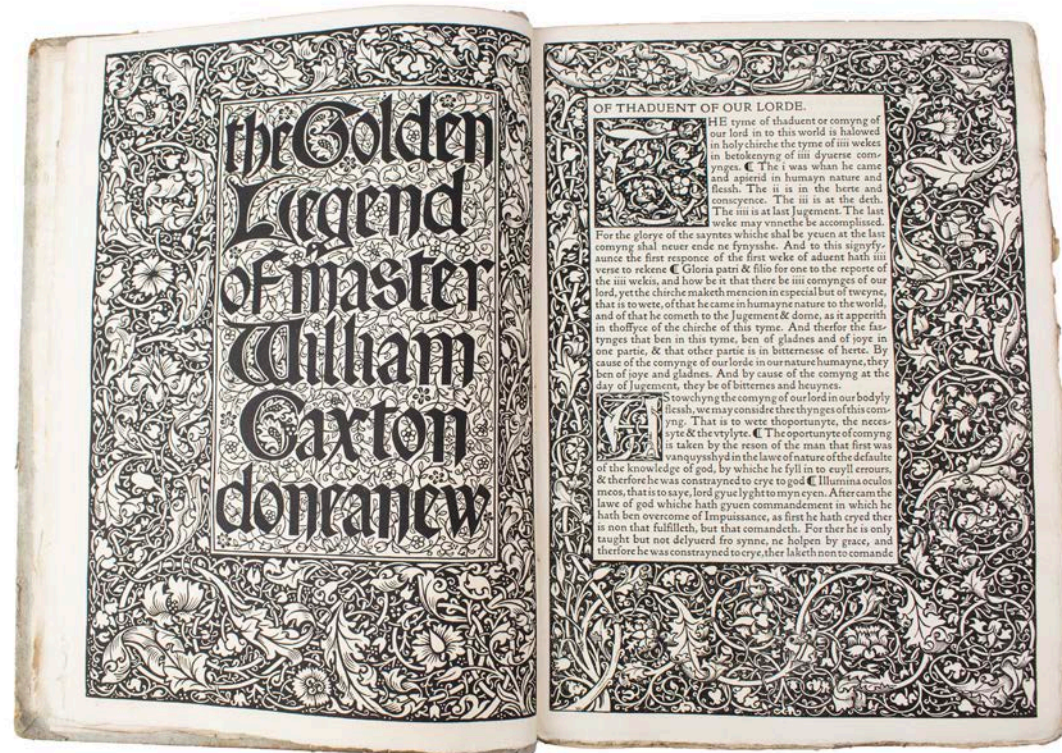 the Golden
Legend
of master
William
Caxton
done anew
OF THADUENT OF OUR LORDE.
THE tyme of thaduent or comyng of
our lord in to this world is halowed
in holy chirche the tyme of iiii wekes
in betokenyng of iiii dyuerse com-
ynges. ❡ The i was whan he came
and apierid in humayn nature and
flessh. The ii is in the herte and
conscyence. The iii is at the deth.
The iiii is at last Jugement. The last
weke may vnnethe be accomplissed.
For the glorye of the sayntes whiche shal be yeuen at the last
comyng shal neuer ende ne fynysshe. And to this signyfy-
aunce the first responce of the first weke of aduent hath iiii
verse to rekene ❡ Gloria patri & filio for one to the reporte of
the iiii wekis, and how be it that there be iiii comynges of our
lord, yet the chirche maketh mencion in especial but of tweyne,
that is to wete, of that he came in humayne nature to the world,
and of that he cometh to the Jugement & dome, as it apperith
in thoffyce of the chirche of this tyme. And therfor the fas-
tynges that ben in this tyme, ben of gladnes and of joye in
one partie, & that other partie is in bitternesse of herte. By
cause of the comynge of our lorde in our nature humayne, they
ben of joye and gladnes. And by cause of the comyng at the
day of Jugement, they be of bitternes and heuynes.
AS towchyng the comyng of our lord in our bodyly
flessh, we may considre thre thynges of this com-
yng. That is to wete thoportunyte, the neces-
syte & the vtylyte. ❡ The oportunyte of comyng
is taken by the reson of the man that first was
vanquysshyd in the lawe of nature of the defaulte
of the knowledge of god, by whiche he fyll in to euyll errours,
& therfore he was constrayned to crye to god ❡ Illumina oculos
meos, that is to saye, lord gyue lyght to myn eyen. After cam the
lawe of god whiche hath gyuen commandement in which he
hath ben overcome of Impuissance, as first he hath cryed ther
is non that fulfilleth, but that comandeth. For ther he is only
taught but not delyuerd fro synne, ne holpen by grace, and
therfore he was constrayned to crye, ther laketh non to comande